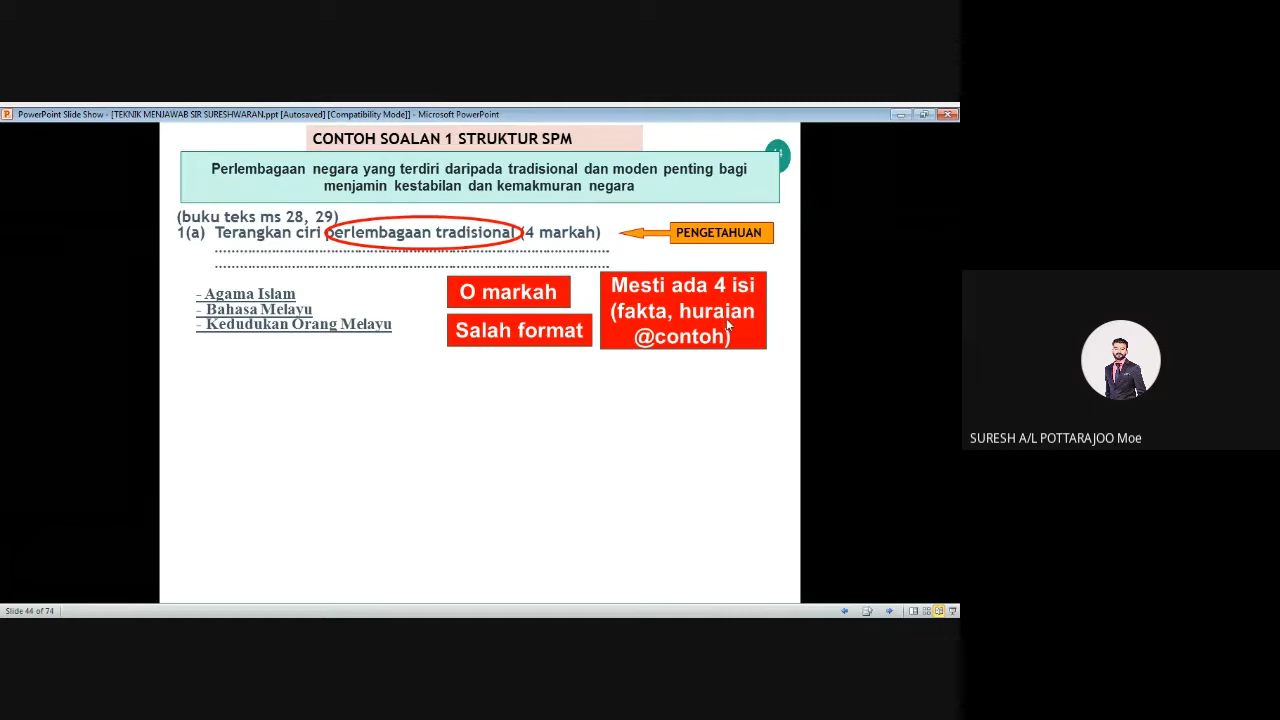 PowerPoint Slide Show - [TEKNIK MENJAWAB SIR SURESHWARAN.ppt [Autosaved] [Compatibility Mode]] - Microsoft PowerPoint
CONTOH SOALAN 1 STRUKTUR SPM
Perlembagaan negara yang terdiri daripada tradisional dan moden penting bagi
menjamin kestabilan dan kemakmuran negara
(buku teks ms 28, 29)
1(a) Terangkan ciri perlembagaan tradisional (4 markah)
PENGETAHUAN
- Agama Islam
- Bahasa Melayu
- Kedudukan Orang Melayu
O markah
Salah format
Mesti ada 4 isi
(fakta, huraian
@contoh)
SURESH A/L POTTARAJOO Moe
Slide 44 of 74